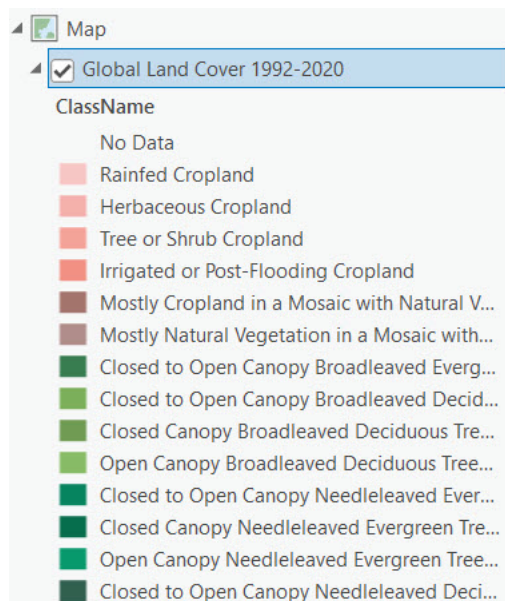 Map
Global Land Cover 1992-2020
ClassName
No Data
Rainfed Cropland
Herbaceous Cropland
Tree or Shrub Cropland
Irrigated or Post-Flooding Cropland
Mostly Cropland in a Mosaic with Natural V...
Mostly Natural Vegetation in a Mosaic with...
Closed to Open Canopy Broadleaved Everg...
Closed to Open Canopy Broadleaved Decid...
Closed Canopy Broadleaved Deciduous Tre...
Open Canopy Broadleaved Deciduous Tree...
Closed to Open Canopy Needleleaved Ever...
Closed Canopy Needleleaved Evergreen Tre...
Open Canopy Needleleaved Evergreen Tree...
Closed to Open Canopy Needleleaved Deci...